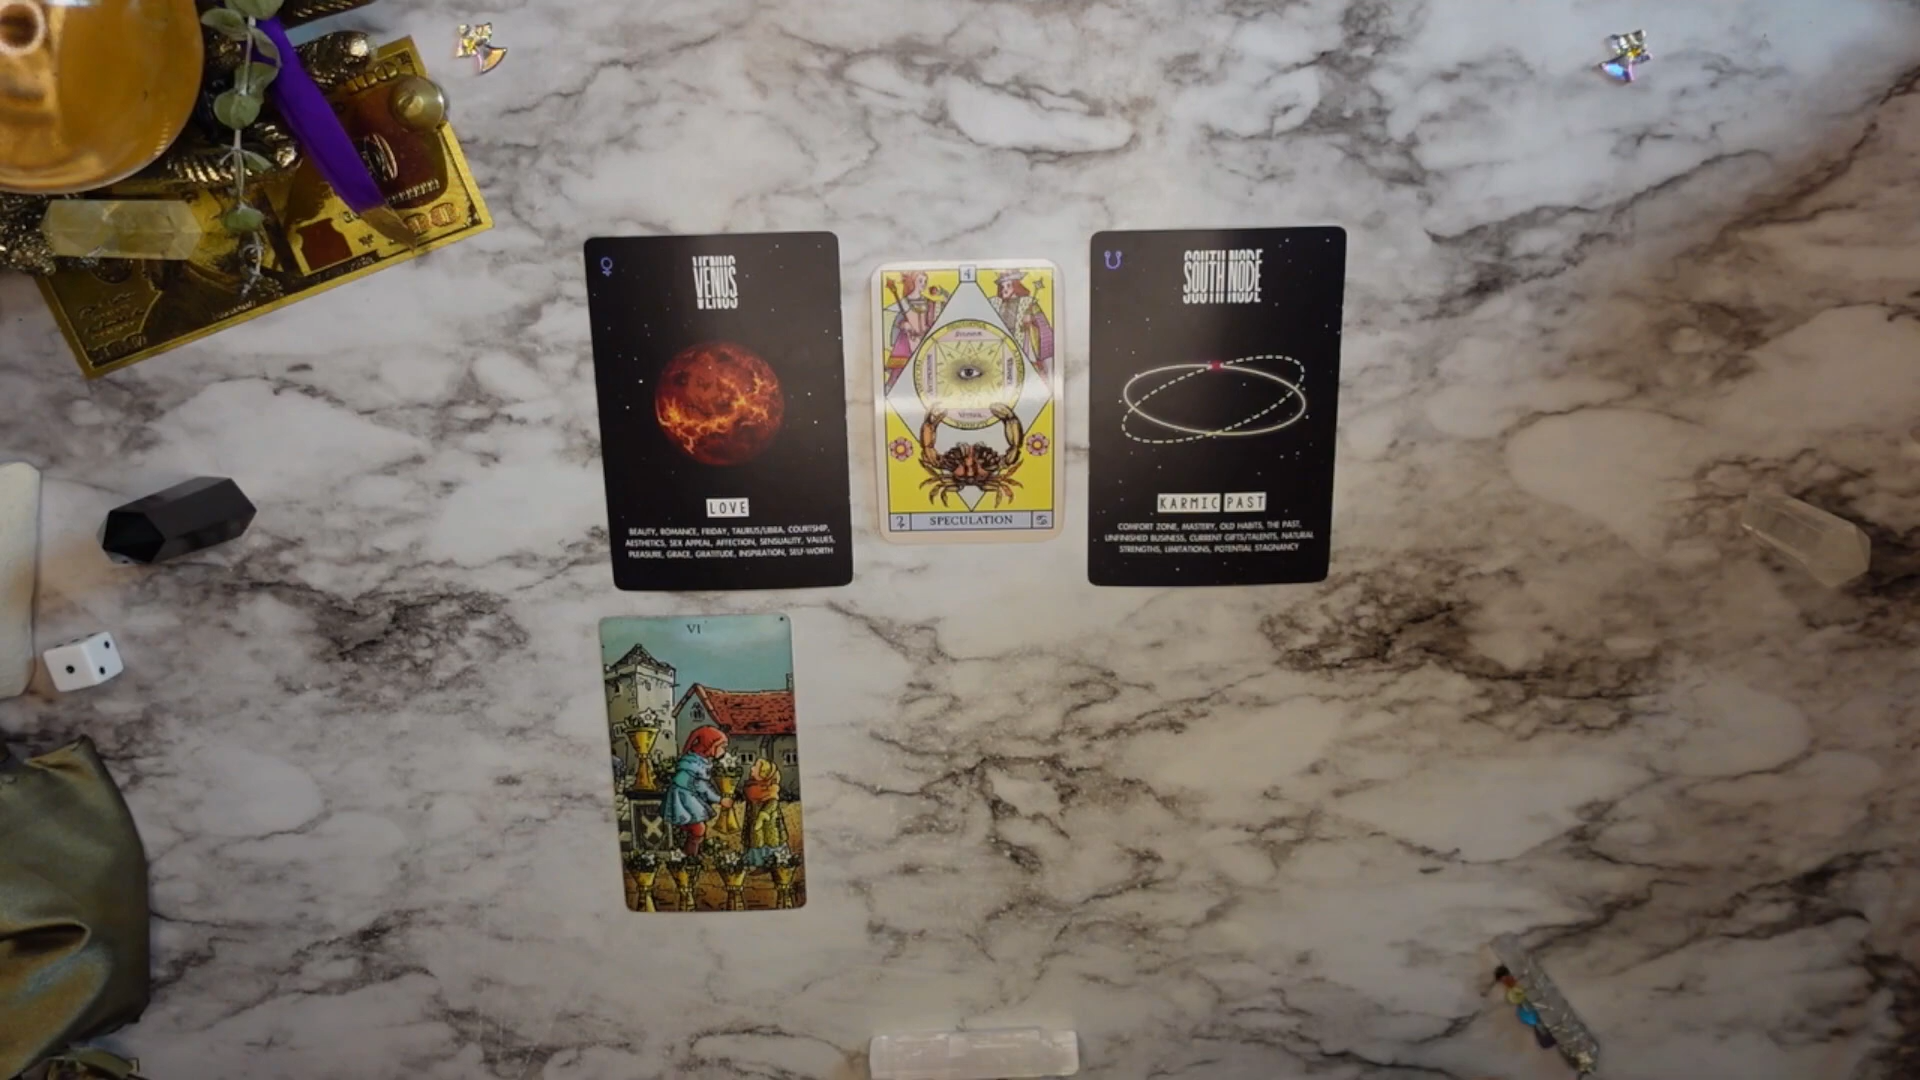 VENUS
LOVE
BEAUTY, ROMANCE, FRIDAY, TAURUS/LIBRA, COURTSHIP,
AESTHETICS, SEX APPEAL, AFFECTION, SENSUALITY, VALUES,
PLEASURE, GRACE, GRATITUDE, INSPIRATION, SELF-WORTH
4
SPECULATION
SOUTH NODE
KARMIC PAST
COMFORT ZONE, MASTERY, OLD HABITS, THE PAST,
UNFINISHED BUSINESS, CURRENT GIFTS/TALENTS, NATURAL
STRENGTHS, LIMITATIONS, POTENTIAL STAGNANCY
VI